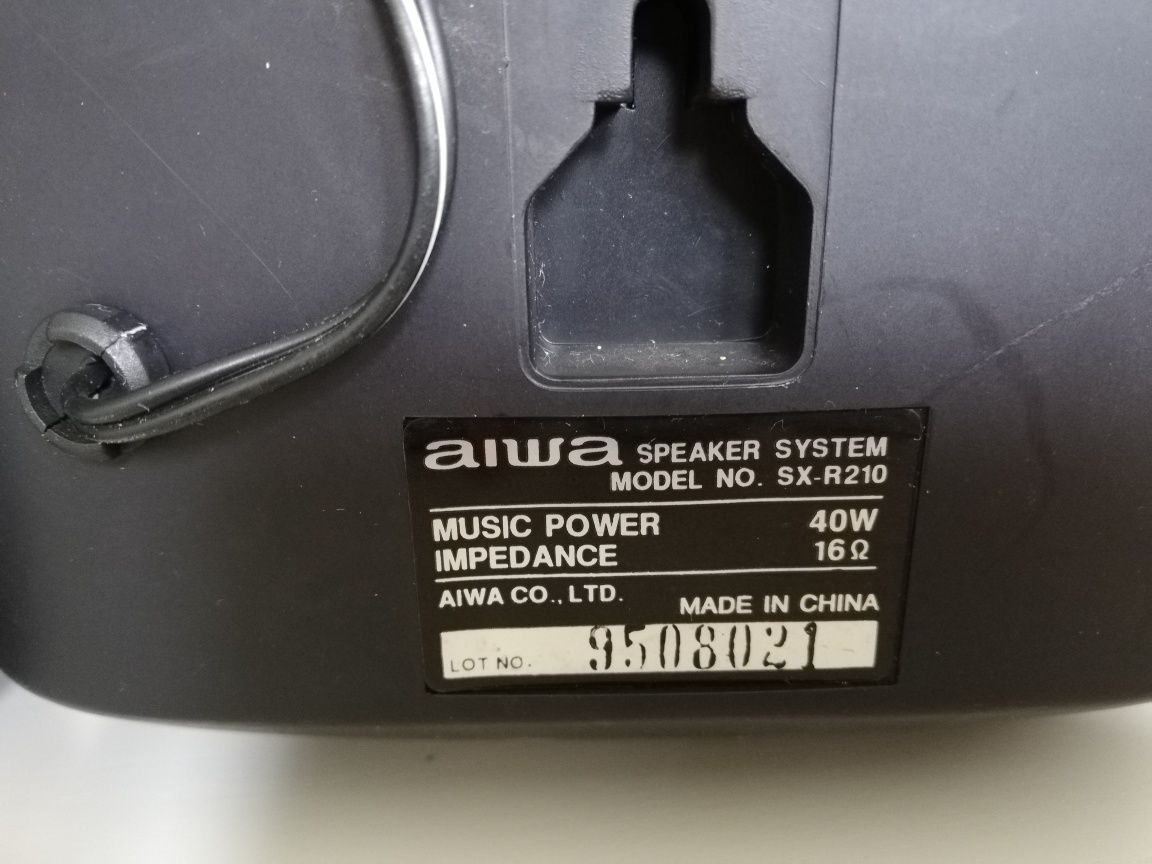 aiwa SPEAKER SYSTEM
MODEL NO. SX-R210
MUSIC POWER 40W
IMPEDANCE 16Ω
AIWA CO., LTD.
MADE IN CHINA
LOT NO. 9508021